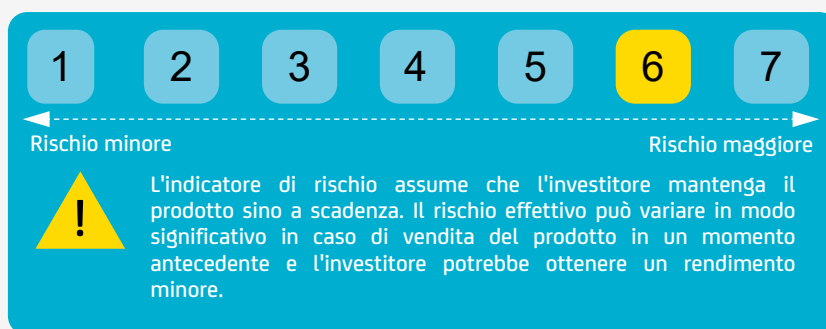 1 2 3 4 5 6 7
Rischio minore Rischio maggiore
!
L'indicatore di rischio assume che l'investitore mantenga il
prodotto sino a scadenza. Il rischio effettivo può variare in modo
significativo in caso di vendita del prodotto in un momento
antecedente e l'investitore potrebbe ottenere un rendimento
minore.